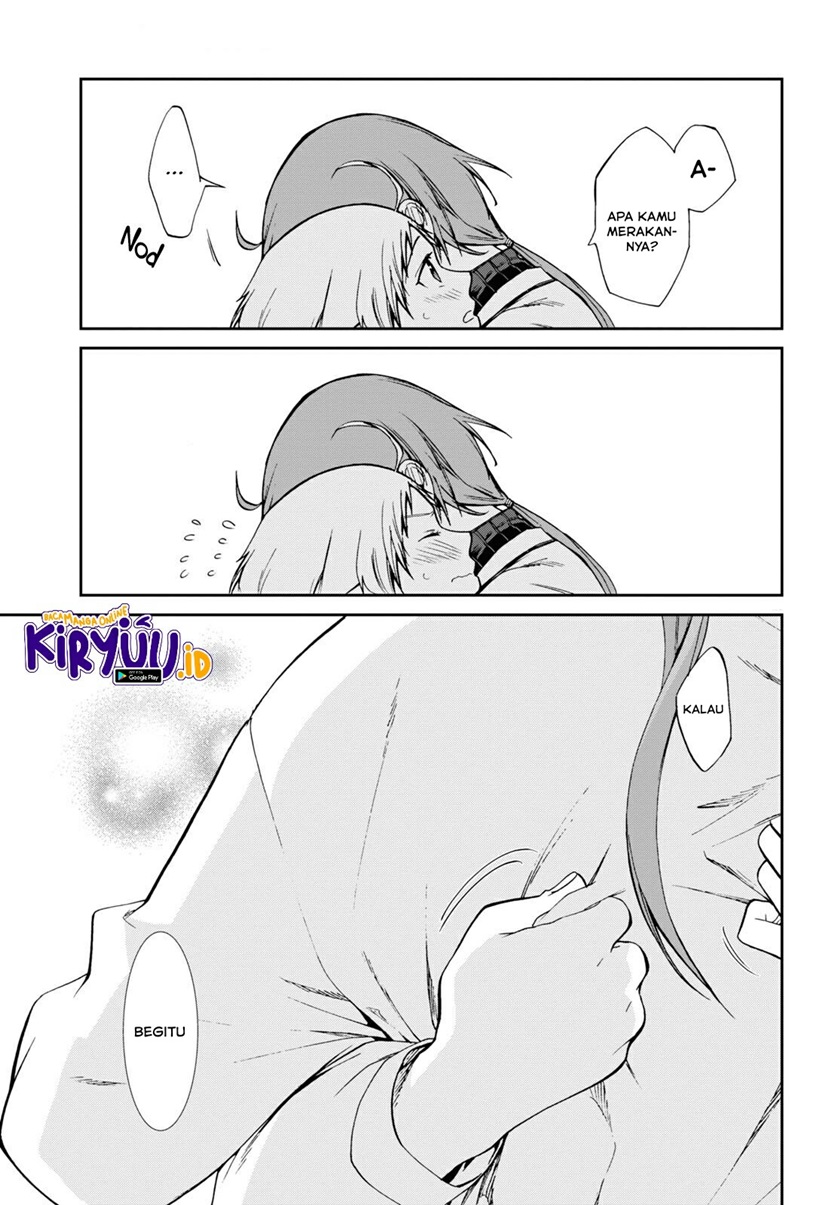 A-
APA KAMU
MERAKAN-
NYA?
...
Nod
BACA MANGA ONLINE
KIRYUU.iD
GET IT ON
Google Play
KALAU
BEGITU